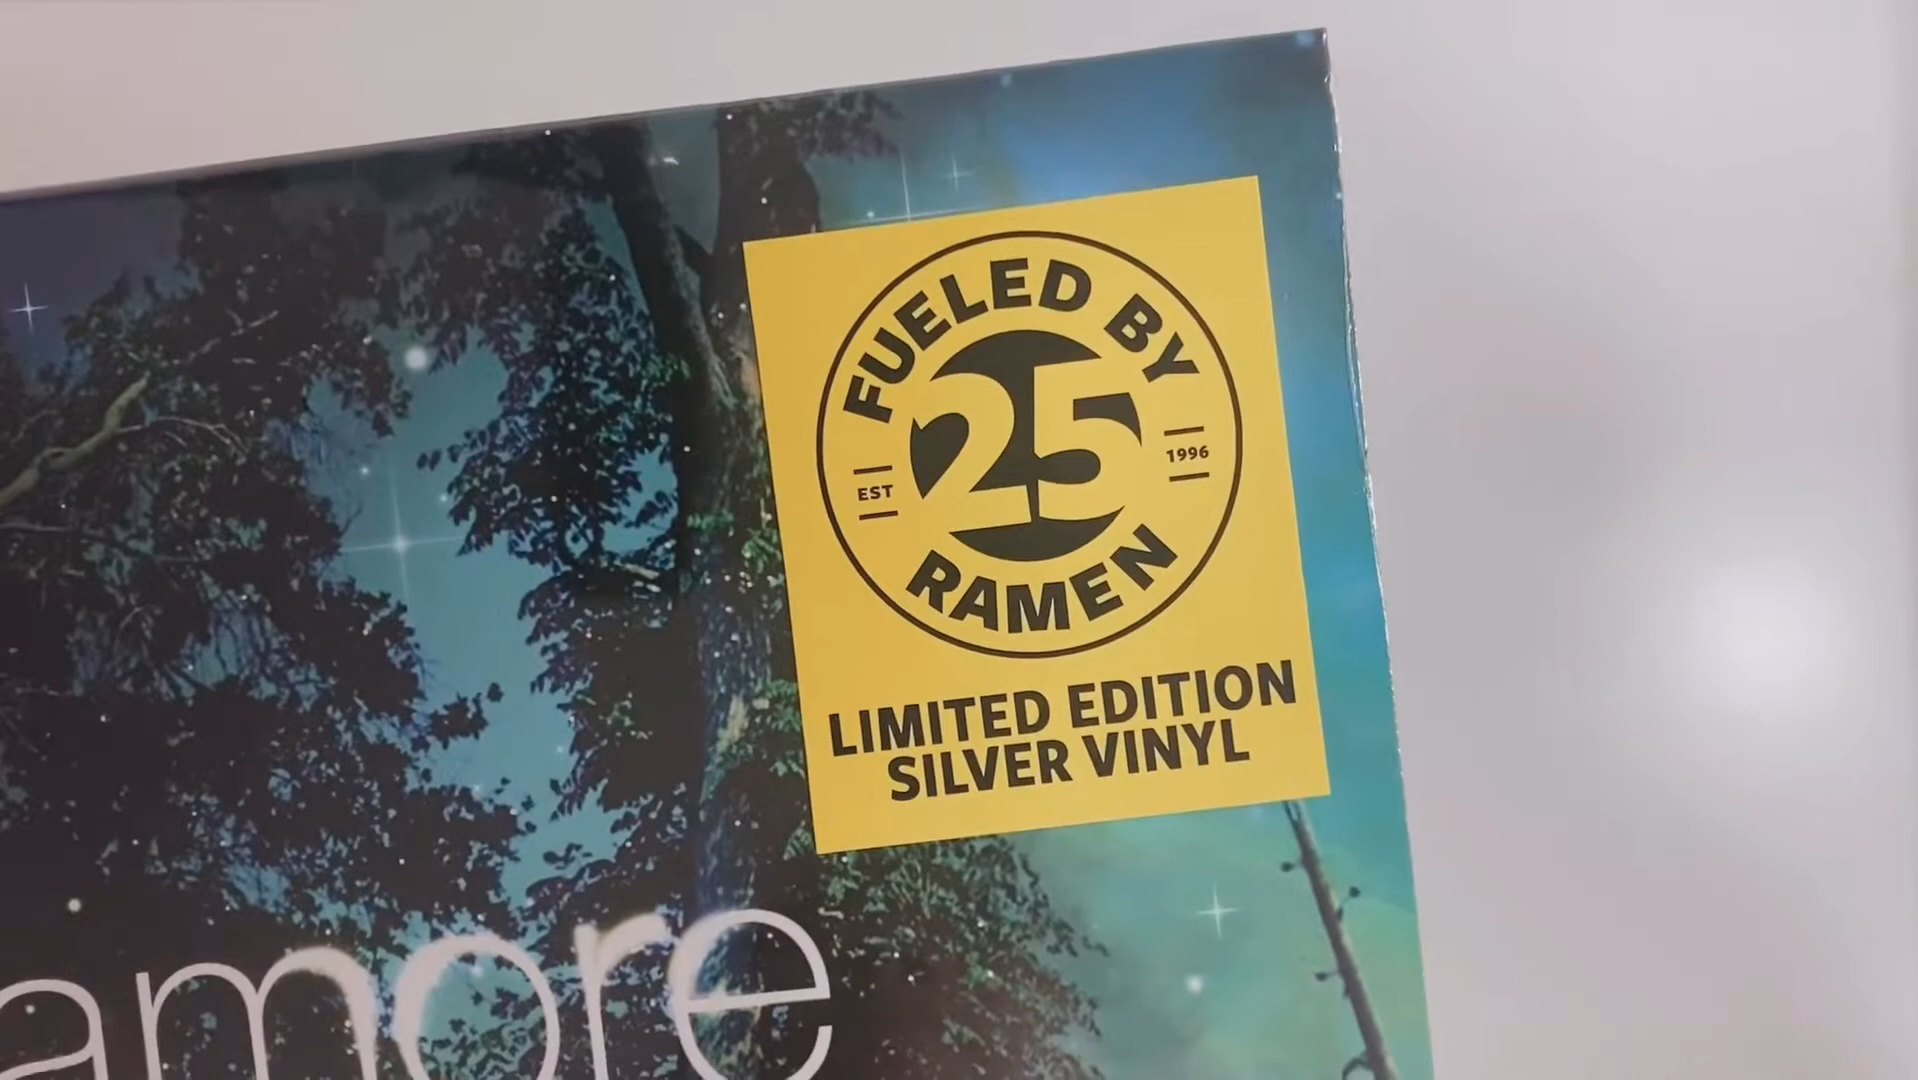 FUELED BY
25
EST
1996
RAMEN
LIMITED EDITION
SILVER VINYL
amore